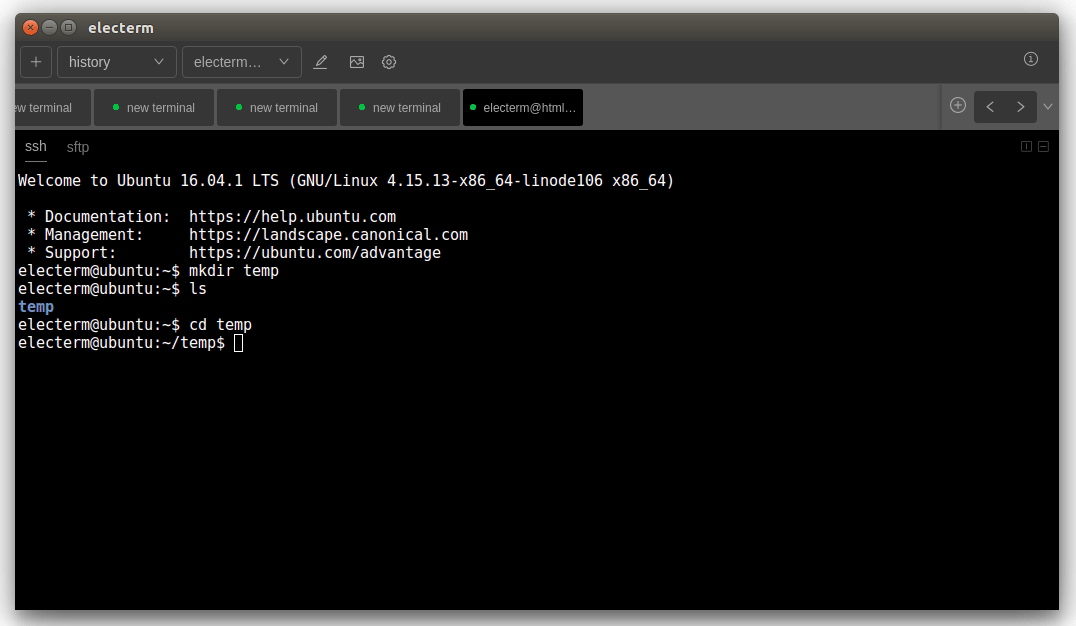 electerm
history electerm…
ew terminal new terminal new terminal new terminal electerm@html…
ssh sftp
Welcome to Ubuntu 16.04.1 LTS (GNU/Linux 4.15.13-x86_64-linode106 x86_64)
* Documentation: https://help.ubuntu.com
* Management: https://landscape.canonical.com
* Support: https://ubuntu.com/advantage
electerm@ubuntu:~$ mkdir temp
electerm@ubuntu:~$ ls
temp
electerm@ubuntu:~$ cd temp
electerm@ubuntu:~/temp$